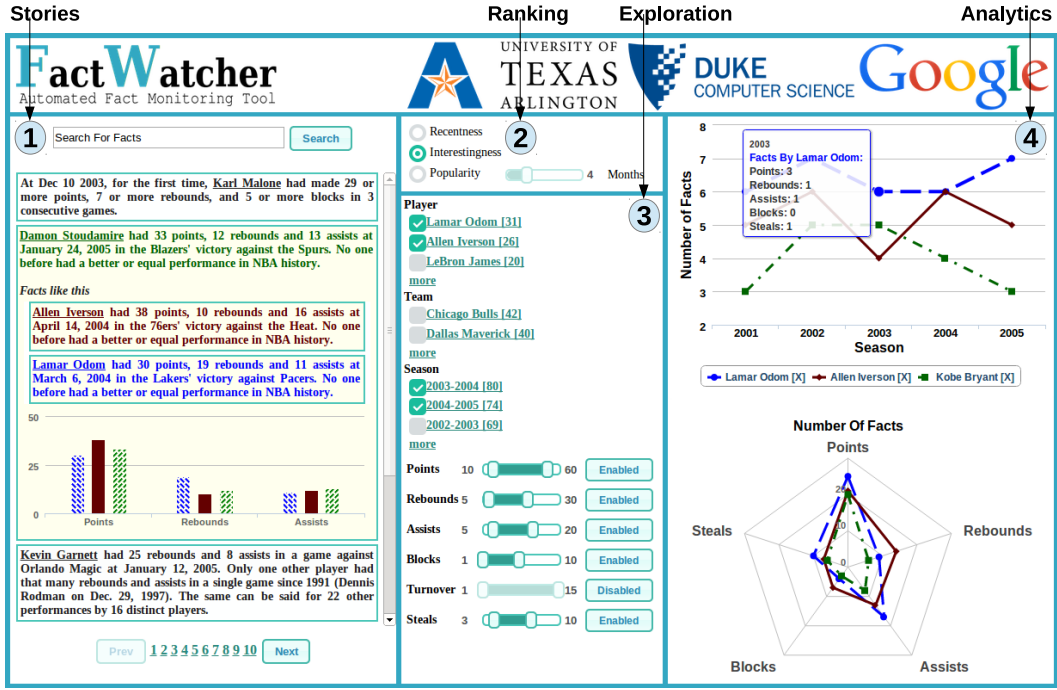 Stories
Ranking
Exploration
Analytics
FactWatcher
Automated Fact Monitoring Tool
UNIVERSITY OF
TEXAS
ARLINGTON
DUKE
COMPUTER SCIENCE
Google
1
Search For Facts
Search
At Dec 10 2003, for the first time, Karl Malone had made 29 or
more points, 7 or more rebounds, and 5 or more blocks in 3
consecutive games.
Damon Stoudamire had 33 points, 12 rebounds and 13 assists at
January 24, 2005 in the Blazers' victory against the Spurs. No one
before had a better or equal performance in NBA history.
Facts like this
Allen Iverson had 38 points, 10 rebounds and 16 assists at
April 14, 2004 in the 76ers' victory against the Heat. No one
before had a better or equal performance in NBA history.
Lamar Odom had 30 points, 19 rebounds and 11 assists at
March 6, 2004 in the Lakers' victory against Pacers. No one
before had a better or equal performance in NBA history.
50
25
0
Points Rebounds Assists
Kevin Garnett had 25 rebounds and 8 assists in a game against
Orlando Magic at January 12, 2005. Only one other player had
that many rebounds and assists in a single game since 1991 (Dennis
Rodman on Dec. 29, 1997). The same can be said for 22 other
performances by 16 distinct players.
Prev 1 2 3 4 5 6 7 8 9 10 Next
2
Recentness
Interestingness
Popularity
4 Months
3
Player
Lamar Odom [31]
Allen Iverson [26]
LeBron James [20]
more
Team
Chicago Bulls [42]
Dallas Maverick [40]
more
Season
2003-2004 [80]
2004-2005 [74]
2002-2003 [69]
more
Points 10 60 Enabled
Rebounds 5 30 Enabled
Assists 5 20 Enabled
Blocks 1 10 Enabled
Turnover 1 15 Disabled
Steals 3 10 Enabled
4
Number of Facts
8
7
6
5
4
3
2
2003
Facts By Lamar Odom:
Points: 3
Rebounds: 1
Assists: 1
Blocks: 0
Steals: 1
2001 2002 2003 2004 2005
Season
Lamar Odom [X] Allen Iverson [X] Kobe Bryant [X]
Number Of Facts
Points
Steals
Rebounds
20
10
0
Blocks
Assists